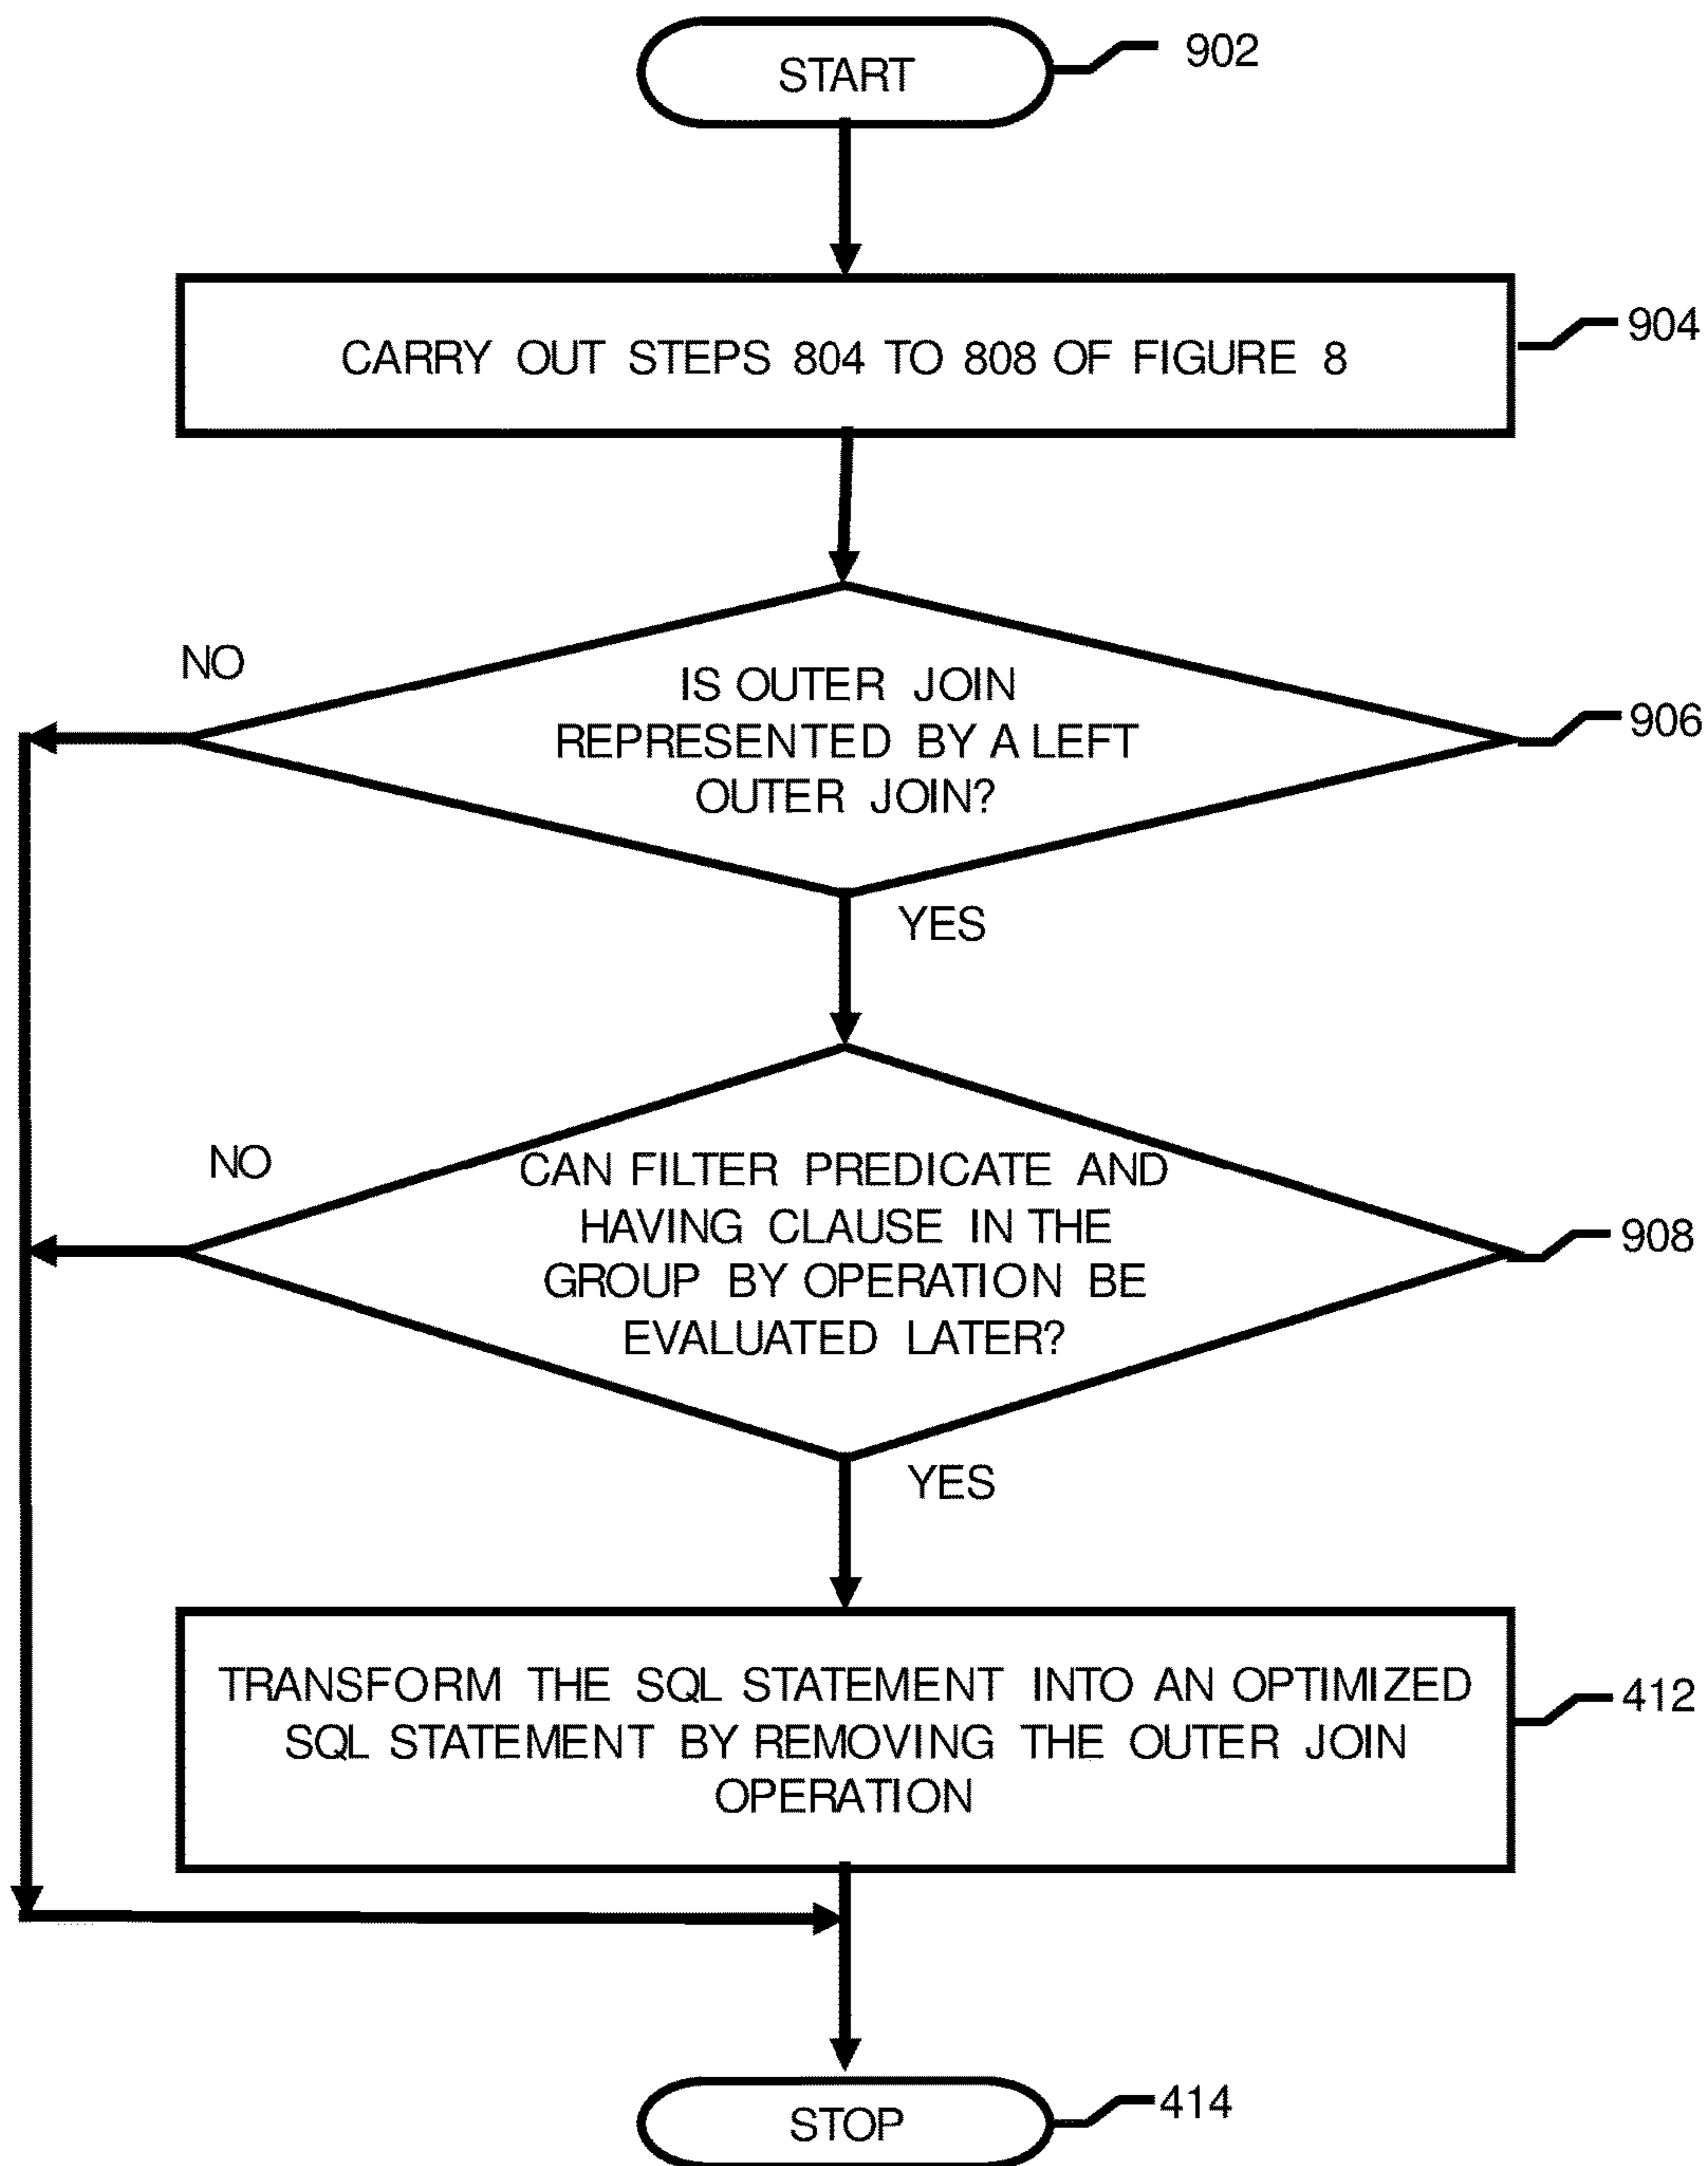 START
902
CARRY OUT STEPS 804 TO 808 OF FIGURE 8
904
NO
IS OUTER JOIN
REPRESENTED BY A LEFT
OUTER JOIN?
906
YES
NO
CAN FILTER PREDICATE AND
HAVING CLAUSE IN THE
GROUP BY OPERATION BE
EVALUATED LATER?
908
YES
TRANSFORM THE SQL STATEMENT INTO AN OPTIMIZED
SQL STATEMENT BY REMOVING THE OUTER JOIN
OPERATION
412
STOP
414